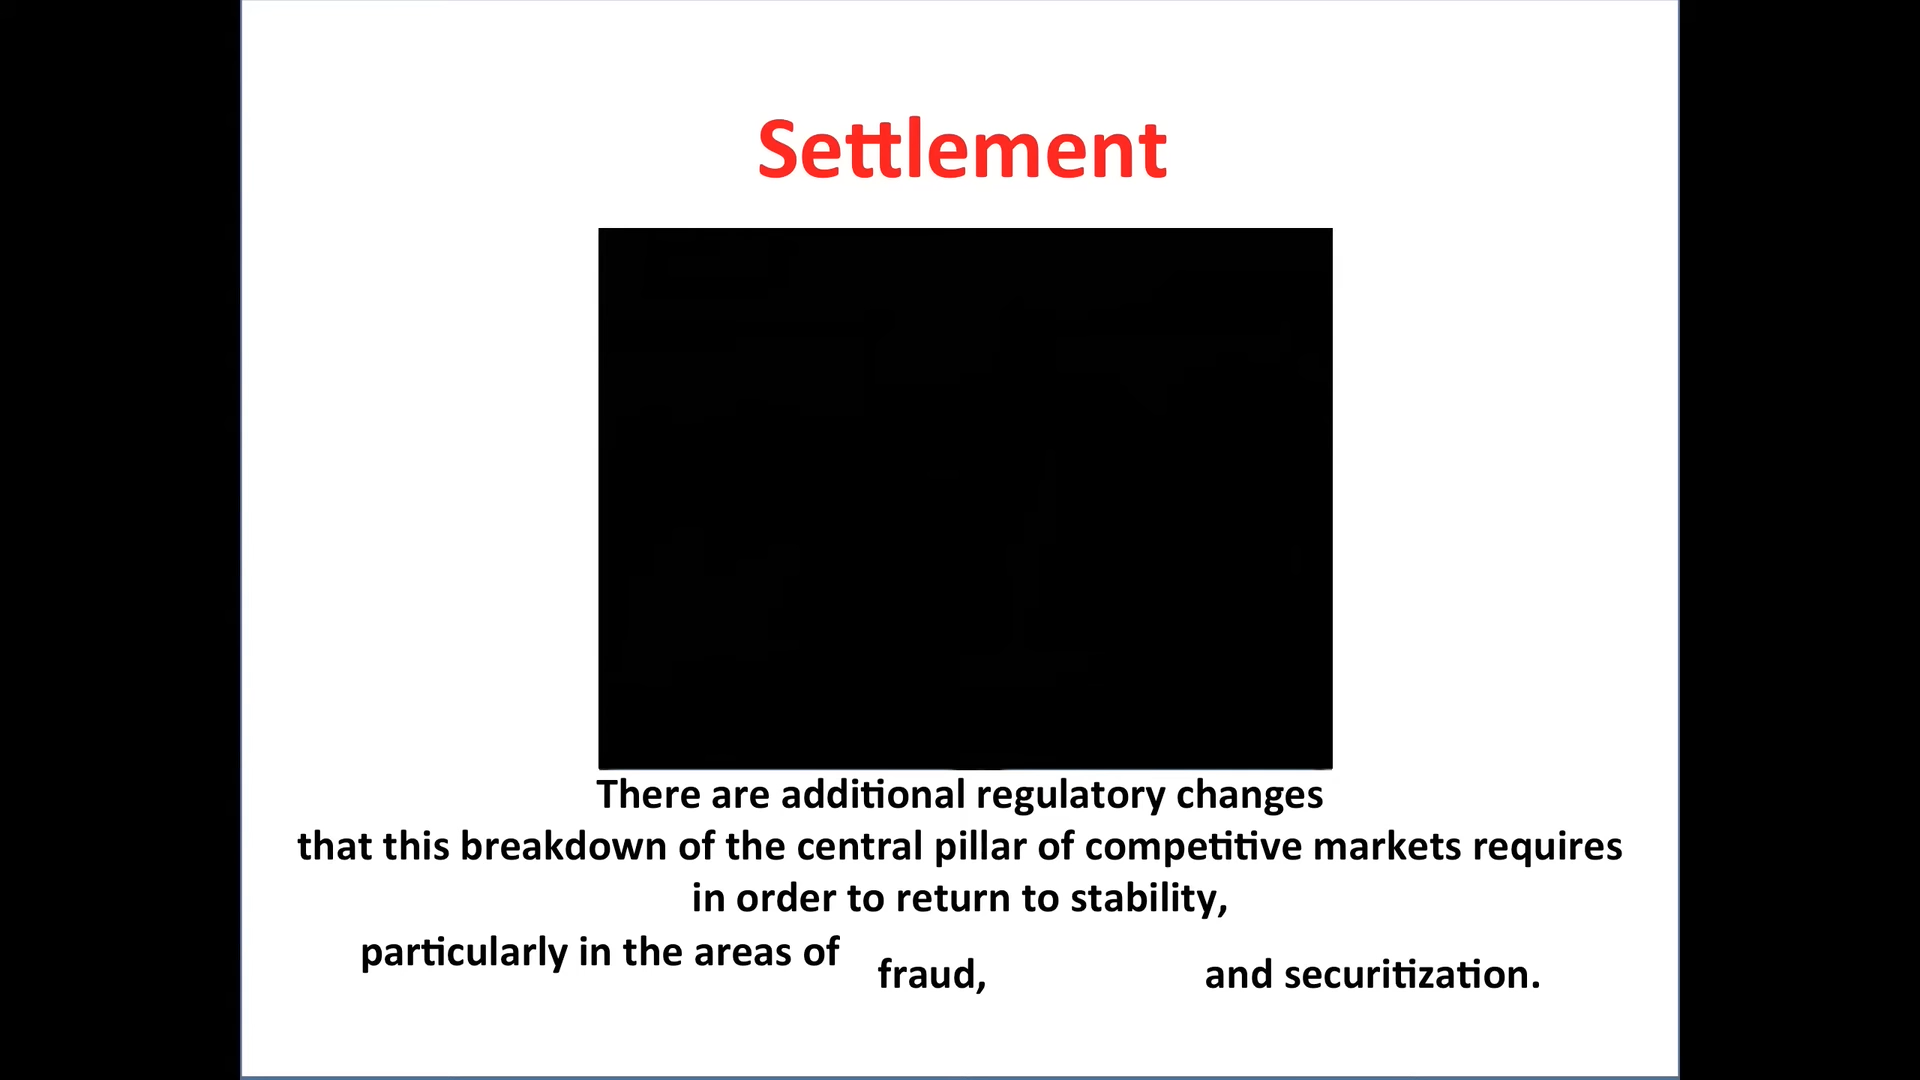 Settlement
There are additional regulatory changes
that this breakdown of the central pillar of competitive markets requires
in order to return to stability,
particularly in the areas of fraud, and securitization.